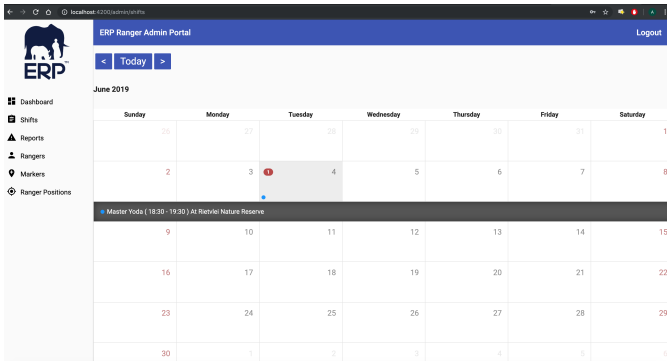 localhost:4200/admin/shifts
ERP
ERP Ranger Admin Portal
Logout
< Today >
Dashboard
Shifts
Reports
Rangers
Markers
Ranger Positions
June 2019
Sunday Monday Tuesday Wednesday Thursday Friday Saturday
26 27 28 29 30 31 1
2 3 1 4 5 6 7 8
Master Yoda ( 18:30 - 19:30 ) At Rietvlei Nature Reserve
9 10 11 12 13 14 15
16 17 18 19 20 21 22
23 24 25 26 27 28 29
30 1 2 3 4 5 6